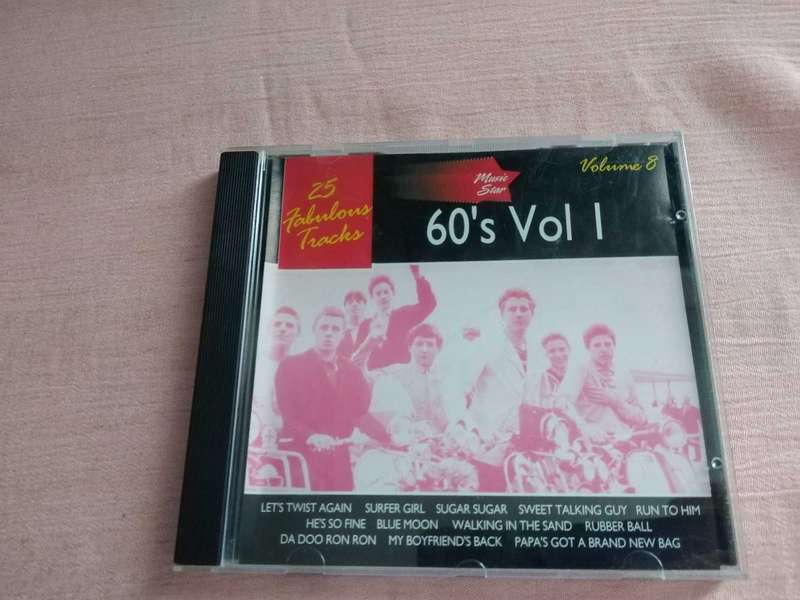 25
Fabulous
Tracks
Music
Star
Volume 8
60's Vol 1
LET'S TWIST AGAIN SURFER GIRL SUGAR SUGAR SWEET TALKING GUY RUN TO HIM
HE'S SO FINE BLUE MOON WALKING IN THE SAND RUBBER BALL
DA DOO RON RON MY BOYFRIEND'S BACK PAPA'S GOT A BRAND NEW BAG